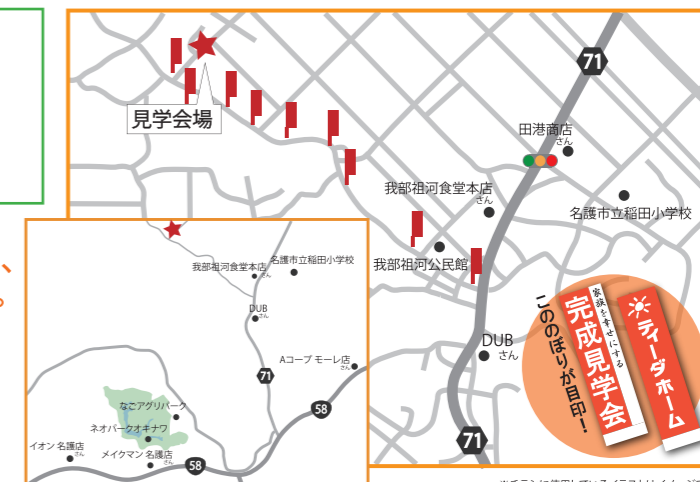 71
見学会場
田港商店
さん
我部祖河食堂本店
さん
名護市立稲田小学校
我部祖河公民館
DUB
さん
71
、
。
我部祖河食堂本店
さん
名護市立稲田小学校
DUB
さん
71
Aコープ モーレ店
さん
58
なごアグリパーク
ネオパークオキナワ
イオン 名護店
さん
メイクマン 名護店
さん
58
こののぼりが目印!
家族を幸せにする
完成見学会
ティーダホーム